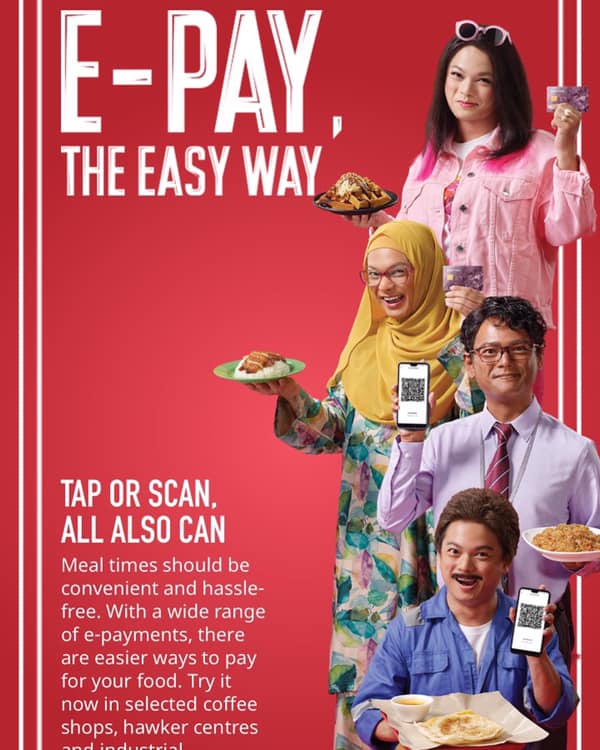 E-PAY,
THE EASY WAY
TAP OR SCAN,
ALL ALSO CAN
Meal times should be
convenient and hassle-
free. With a wide range
of e-payments, there
are easier ways to pay
for your food. Try it
now in selected coffee
shops, hawker centres
and industrial